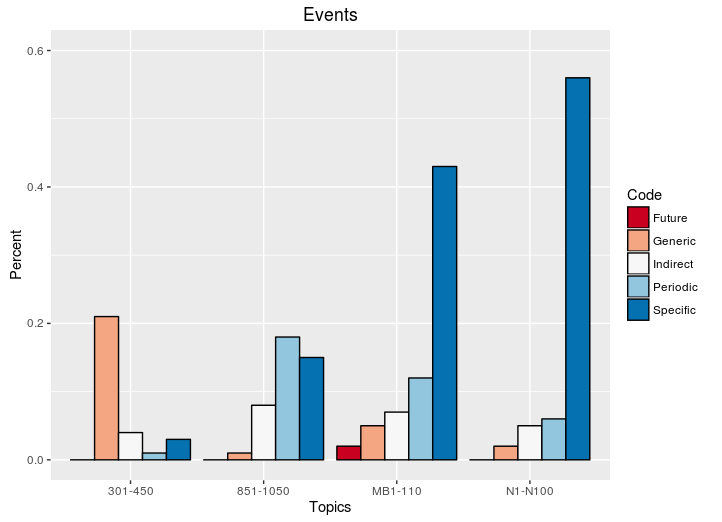 Events
0.6
0.4
0.2
0.0
Percent
301-450
851-1050
MB1-110
N1-N100
Topics
Code
Future
Generic
Indirect
Periodic
Specific